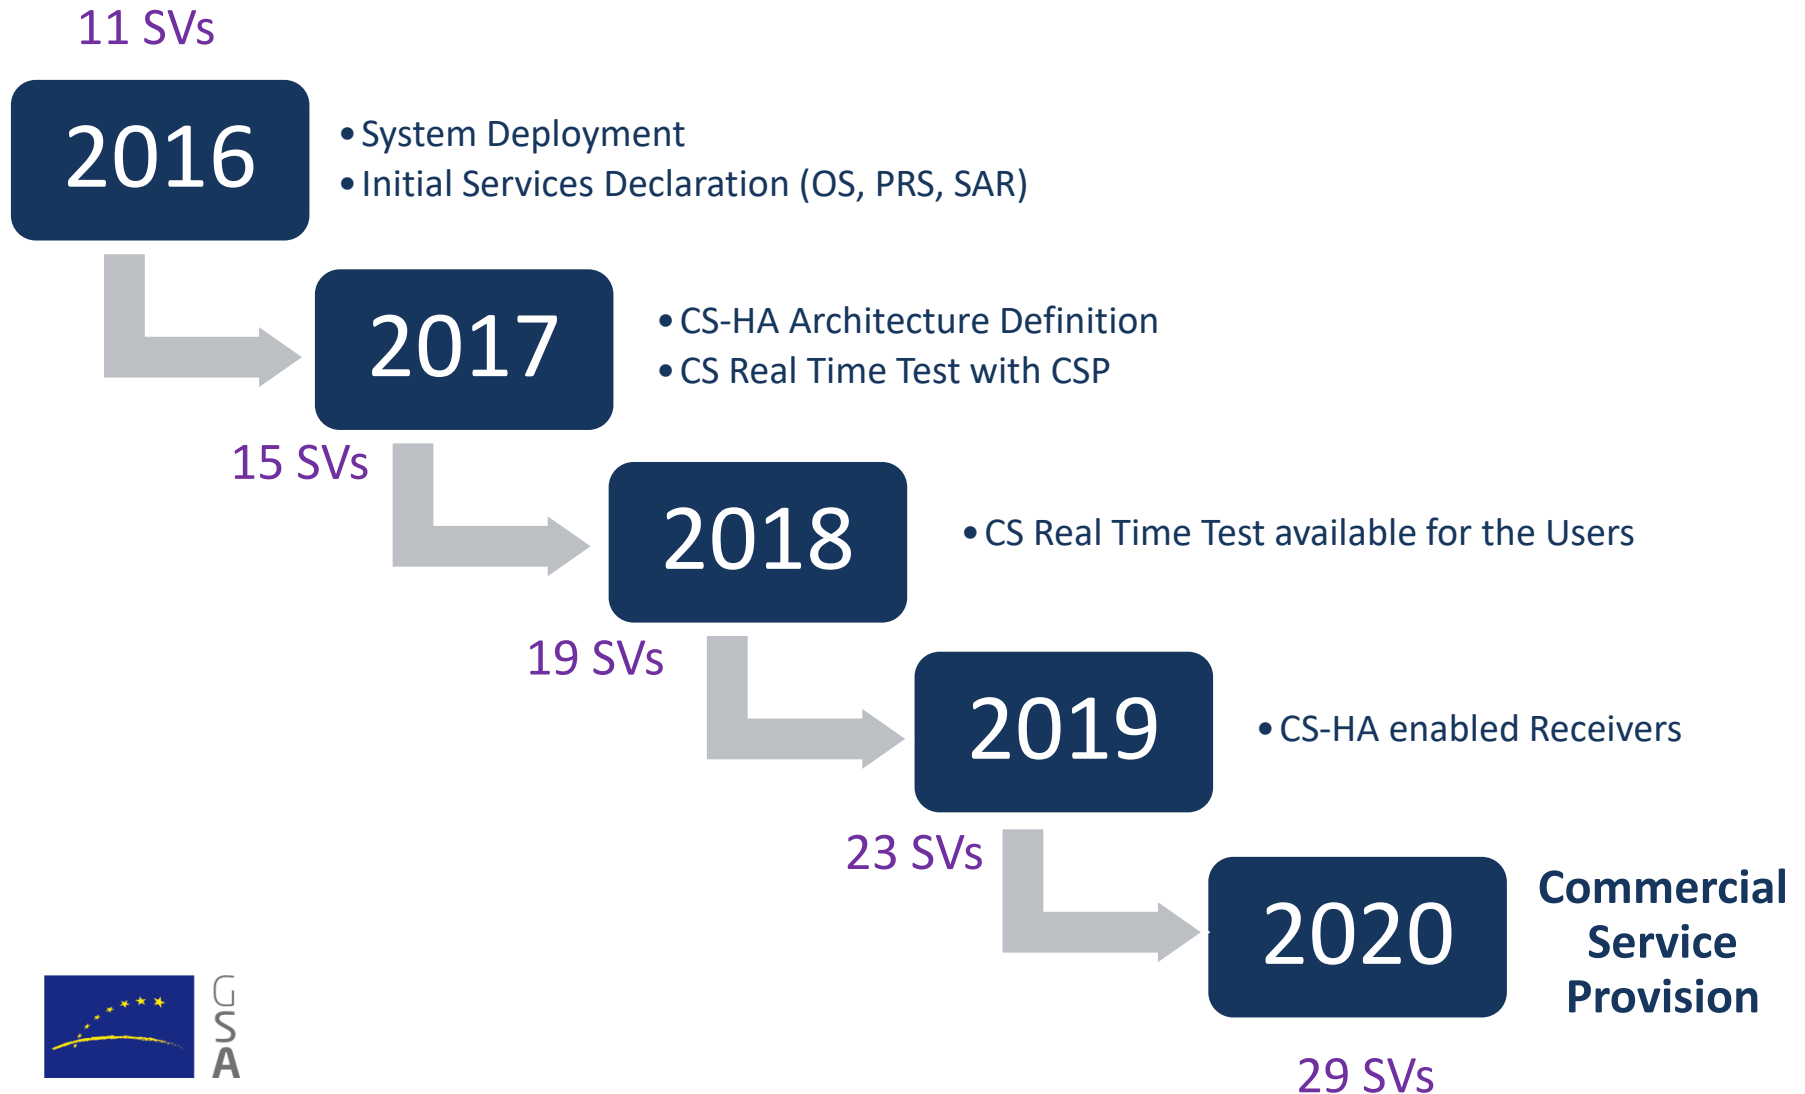 11 SVs
2016
•System Deployment
•Initial Services Declaration (OS, PRS, SAR)
2017
•CS-HA Architecture Definition
•CS Real Time Test with CSP
15 SVs
2018
•CS Real Time Test available for the Users
19 SVs
2019
•CS-HA enabled Receivers
23 SVs
2020
Commercial
Service
Provision
29 SVs
G
S
A